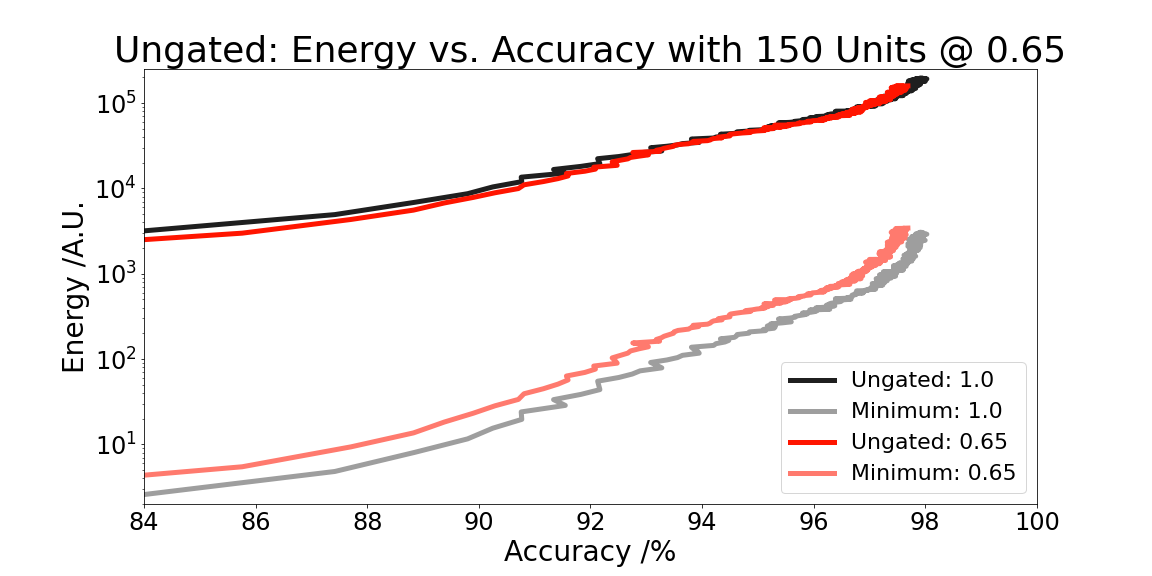 Ungated: Energy vs. Accuracy with 150 Units @ 0.65
10^5
10^4
10^3
10^2
10^1
Energy /A.U.
84 86 88 90 92 94 96 98 100
Accuracy /%
Ungated: 1.0
Minimum: 1.0
Ungated: 0.65
Minimum: 0.65